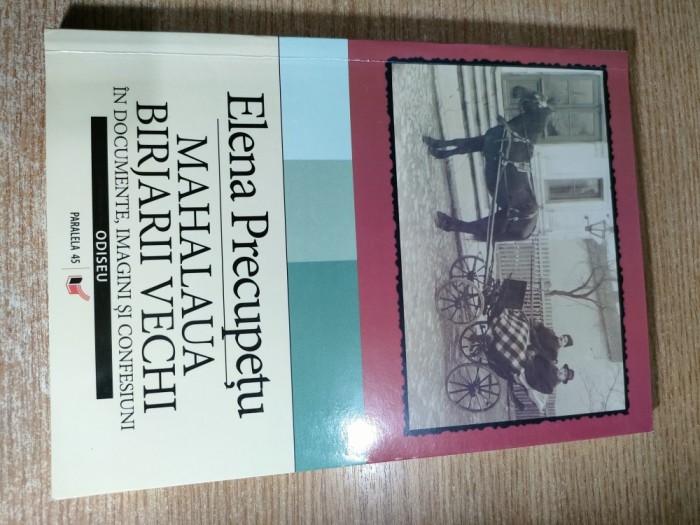 Elena Precupețu
MAHALAUA
BIRJARII VECHI
ÎN DOCUMENTE, IMAGINI ȘI CONFESIUNI
ODISEU
PARALELA 45